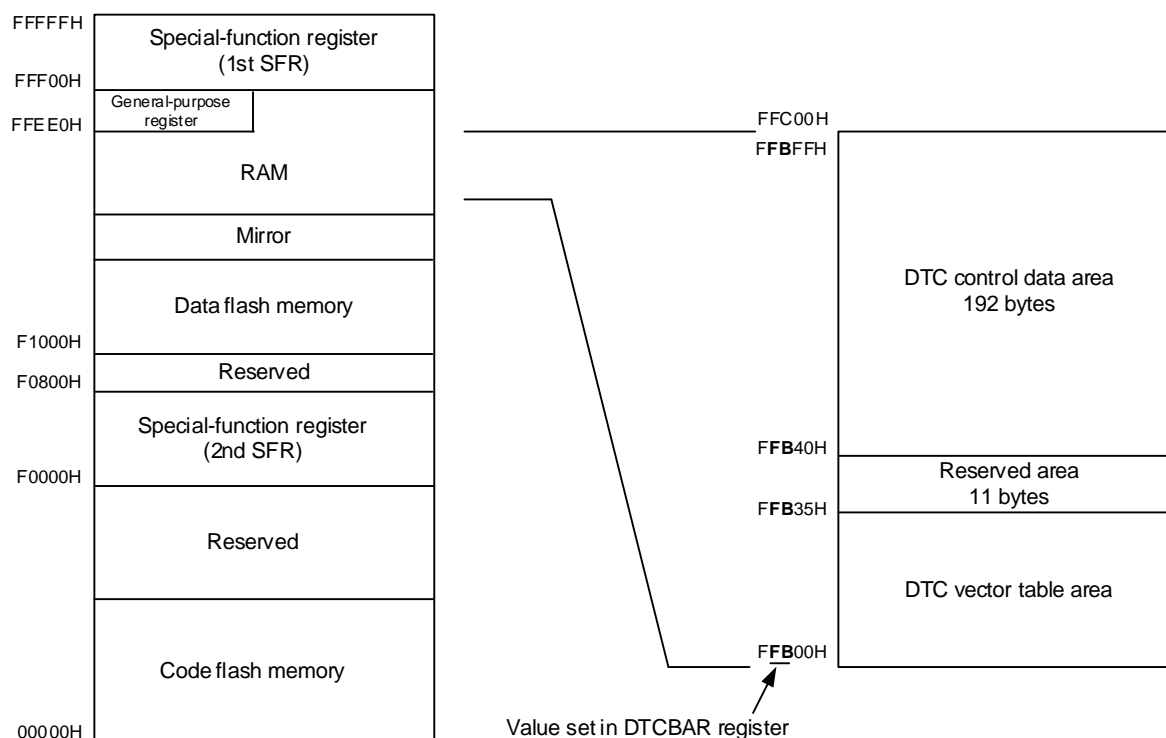 FFFFFH
Special-function register
(1st SFR)
FFF00H
General-purpose
register
FFEE0H
RAM
Mirror
Data flash memory
F1000H
Reserved
F0800H
Special-function register
(2nd SFR)
F0000H
Reserved
Code flash memory
00000H
FFC00H
FFBFFH
DTC control data area
192 bytes
FFB40H
Reserved area
11 bytes
FFB35H
DTC vector table area
FFB00H
Value set in DTCBAR register